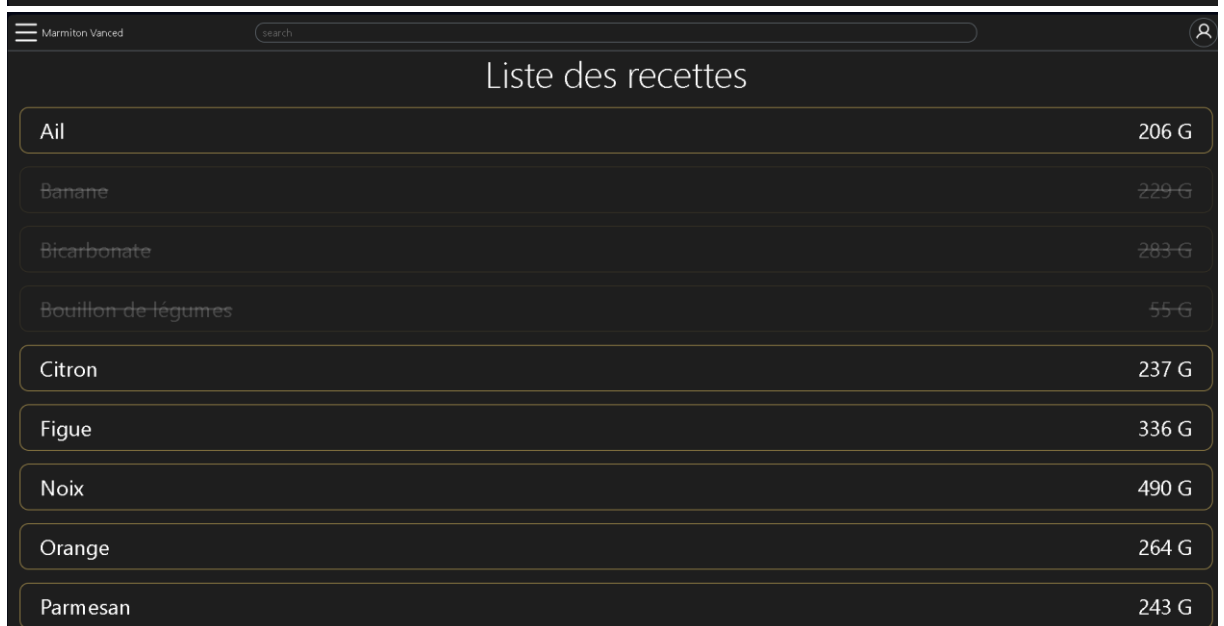 Marmiton Vanced search
Liste des recettes
Ail 206 G
Banane 229 G
Bicarbonate 283 G
Bouillon de légumes 55 G
Citron 237 G
Figue 336 G
Noix 490 G
Orange 264 G
Parmesan 243 G